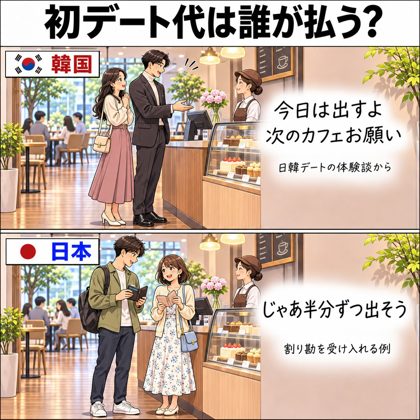 初デート代は誰が払う?
韓国
今日は出すよ
次のカフェお願い
日韓デートの体験談から
日本
じゃあ半分ずつ出そう
割り勘を受け入れる例